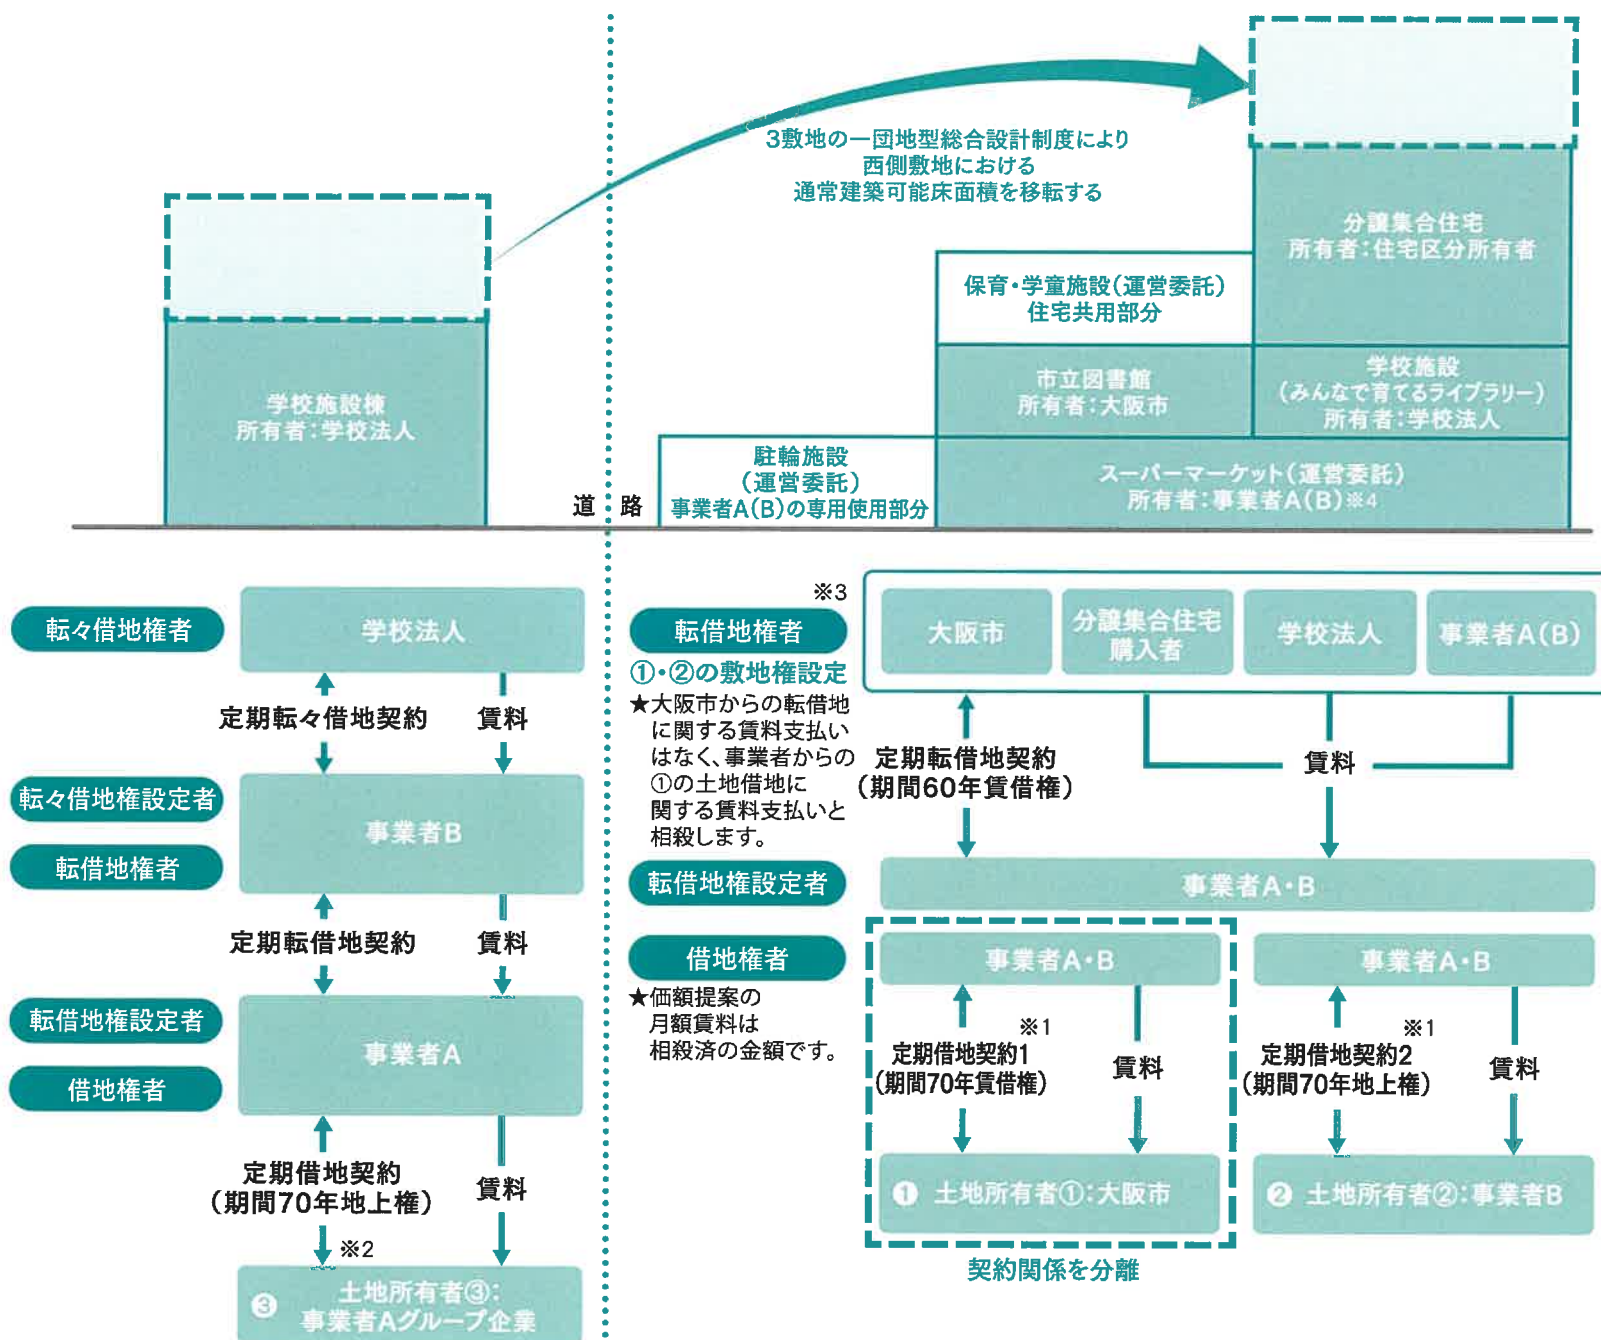 3敷地の一団地型総合設計制度により
西側敷地における
通常建築可能床面積を移転する
分譲集合住宅
所有者:住宅区分所有者
保育・学童施設(運営委託)
住宅共用部分
市立図書館
所有者:大阪市
学校施設
(みんなで育てるライブラリー)
所有者:学校法人
学校施設棟
所有者:学校法人
駐輪施設
(運営委託)
事業者A(B)の専用使用部分
スーパーマーケット(運営委託)
所有者:事業者A(B)※4
道 路
転々借地権者
学校法人
定期転々借地契約
賃料
転々借地権設定者
転借地権者
事業者B
定期転借地契約
賃料
転借地権設定者
借地権者
事業者A
定期借地契約
(期間70年地上権)
賃料
※2
③ 土地所有者③:
事業者Aグループ企業
※3
転借地権者
①・②の敷地権設定
★大阪市からの転借地
に関する賃料支払い
はなく、事業者からの
①の土地借地に
関する賃料支払いと
相殺します。
大阪市
分譲集合住宅
購入者
学校法人
事業者A(B)
定期転借地契約
(期間60年賃借権)
賃料
転借地権設定者
事業者A・B
借地権者
★価額提案の
月額賃料は
相殺済の金額です。
事業者A・B
※1
定期借地契約1
(期間70年賃借権)
賃料
① 土地所有者①:大阪市
契約関係を分離
事業者A・B
※1
定期借地契約2
(期間70年地上権)
賃料
② 土地所有者②:事業者B